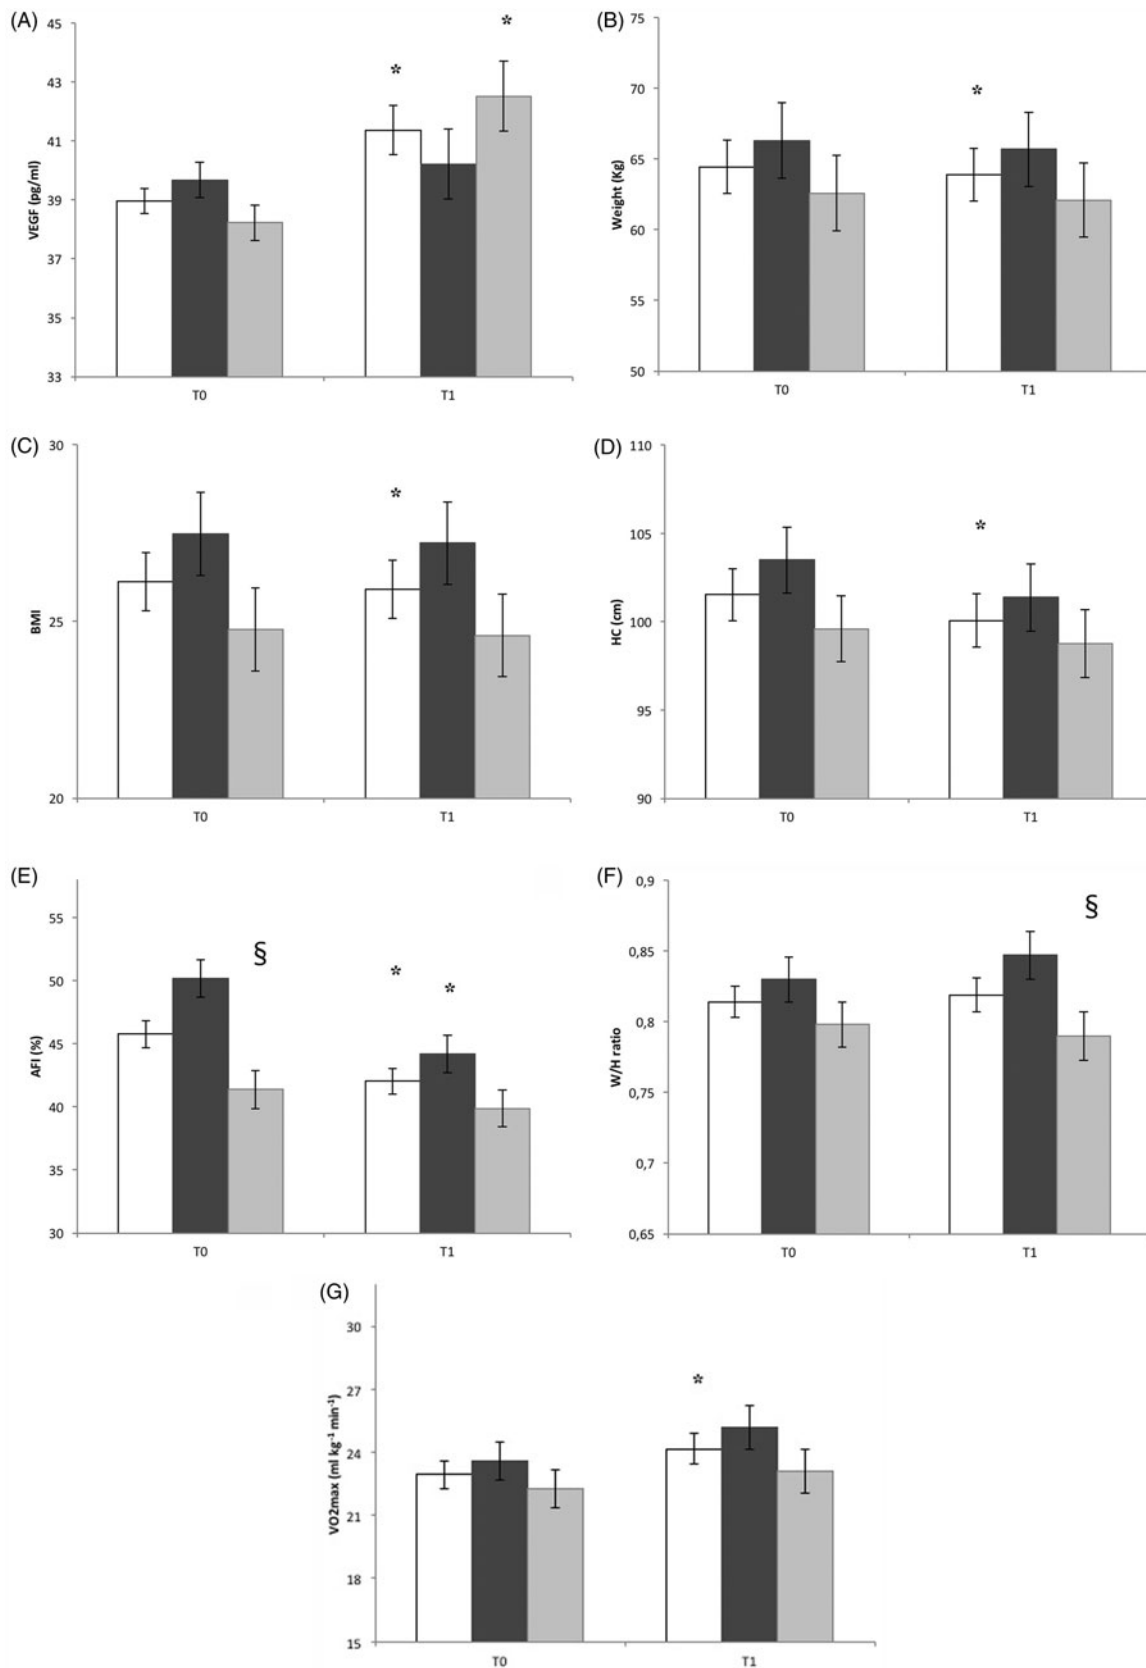 (A)
45
43
41
39
37
35
33
VEGF (pg/ml)
*
*
T0
T1
(B)
75
70
65
60
55
50
Weight (Kg)
*
T0
T1
(C)
30
25
20
BMI
*
T0
T1
(D)
110
105
100
95
90
HC (cm)
*
T0
T1
(E)
55
50
45
40
35
30
AFI (%)
§
*
*
T0
T1
(F)
0,9
0,85
0,8
0,75
0,7
0,65
W/H ratio
§
T0
T1
(G)
30
27
24
21
18
15
VO2max (ml kg⁻¹ min⁻¹)
*
T0
T1